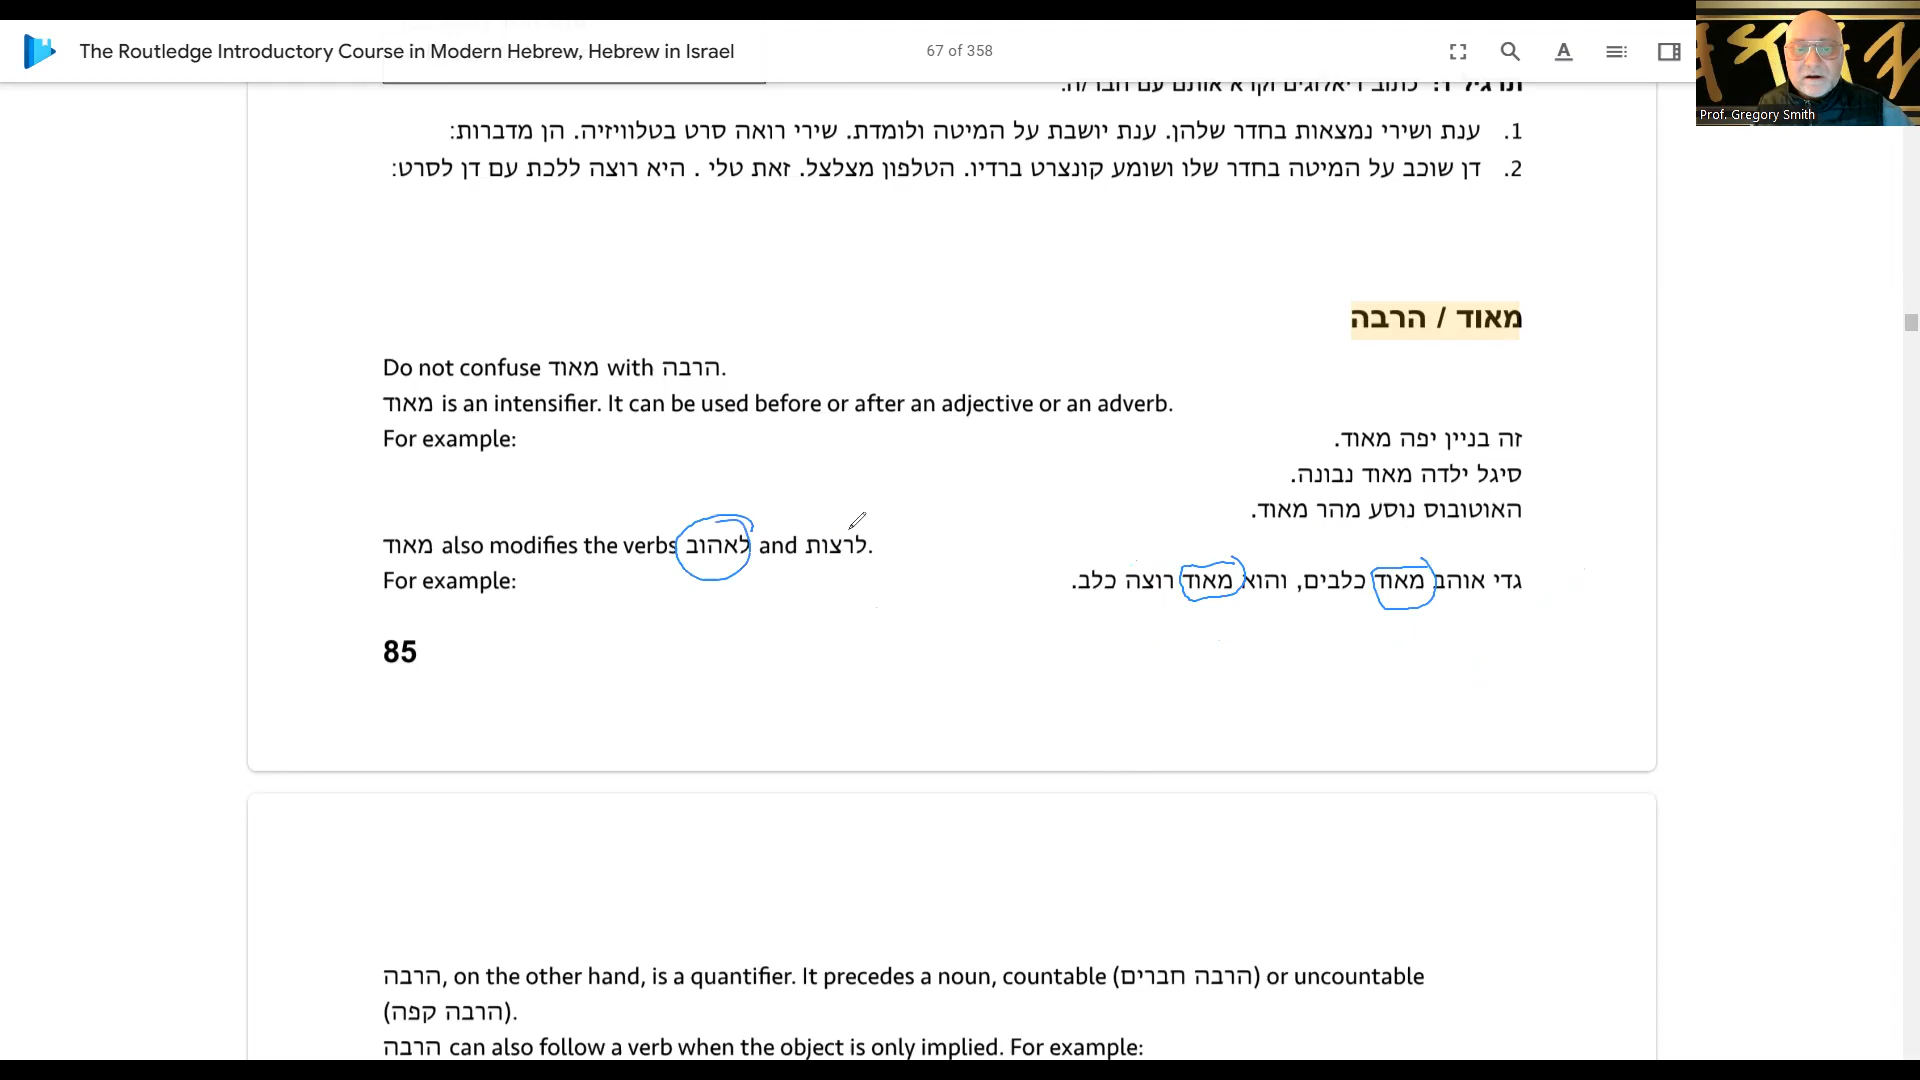 The Routledge Introductory Course in Modern Hebrew, Hebrew in Israel
67 of 358
Prof. Gregory Smith
תרגיל ד: כתוב דיאלוגים וקרא אותם עם חבר/ה.
1. ענת ושירי נמצאות בחדר שלהן. ענת יושבת על המיטה ולומדת. שירי רואה סרט בטלוויזיה. הן מדברות:
2. דן שוכב על המיטה בחדר שלו ושומע קונצרט ברדיו. הטלפון מצלצל. זאת טלי . היא רוצה ללכת עם דן לסרט:
מאוד / הרבה
Do not confuse מאוד with הרבה.
מאוד is an intensifier. It can be used before or after an adjective or an adverb.
For example:
זה בניין יפה מאוד.
סיגל ילדה מאוד נבונה.
האוטובוס נוסע מהר מאוד.
מאוד also modifies the verbs לאהוב and לרצות.
For example:
גדי אוהב מאוד כלבים, והוא מאוד רוצה כלב.
85
הרבה, on the other hand, is a quantifier. It precedes a noun, countable (הרבה חברים) or uncountable
(הרבה קפה).
הרבה can also follow a verb when the object is only implied. For example: